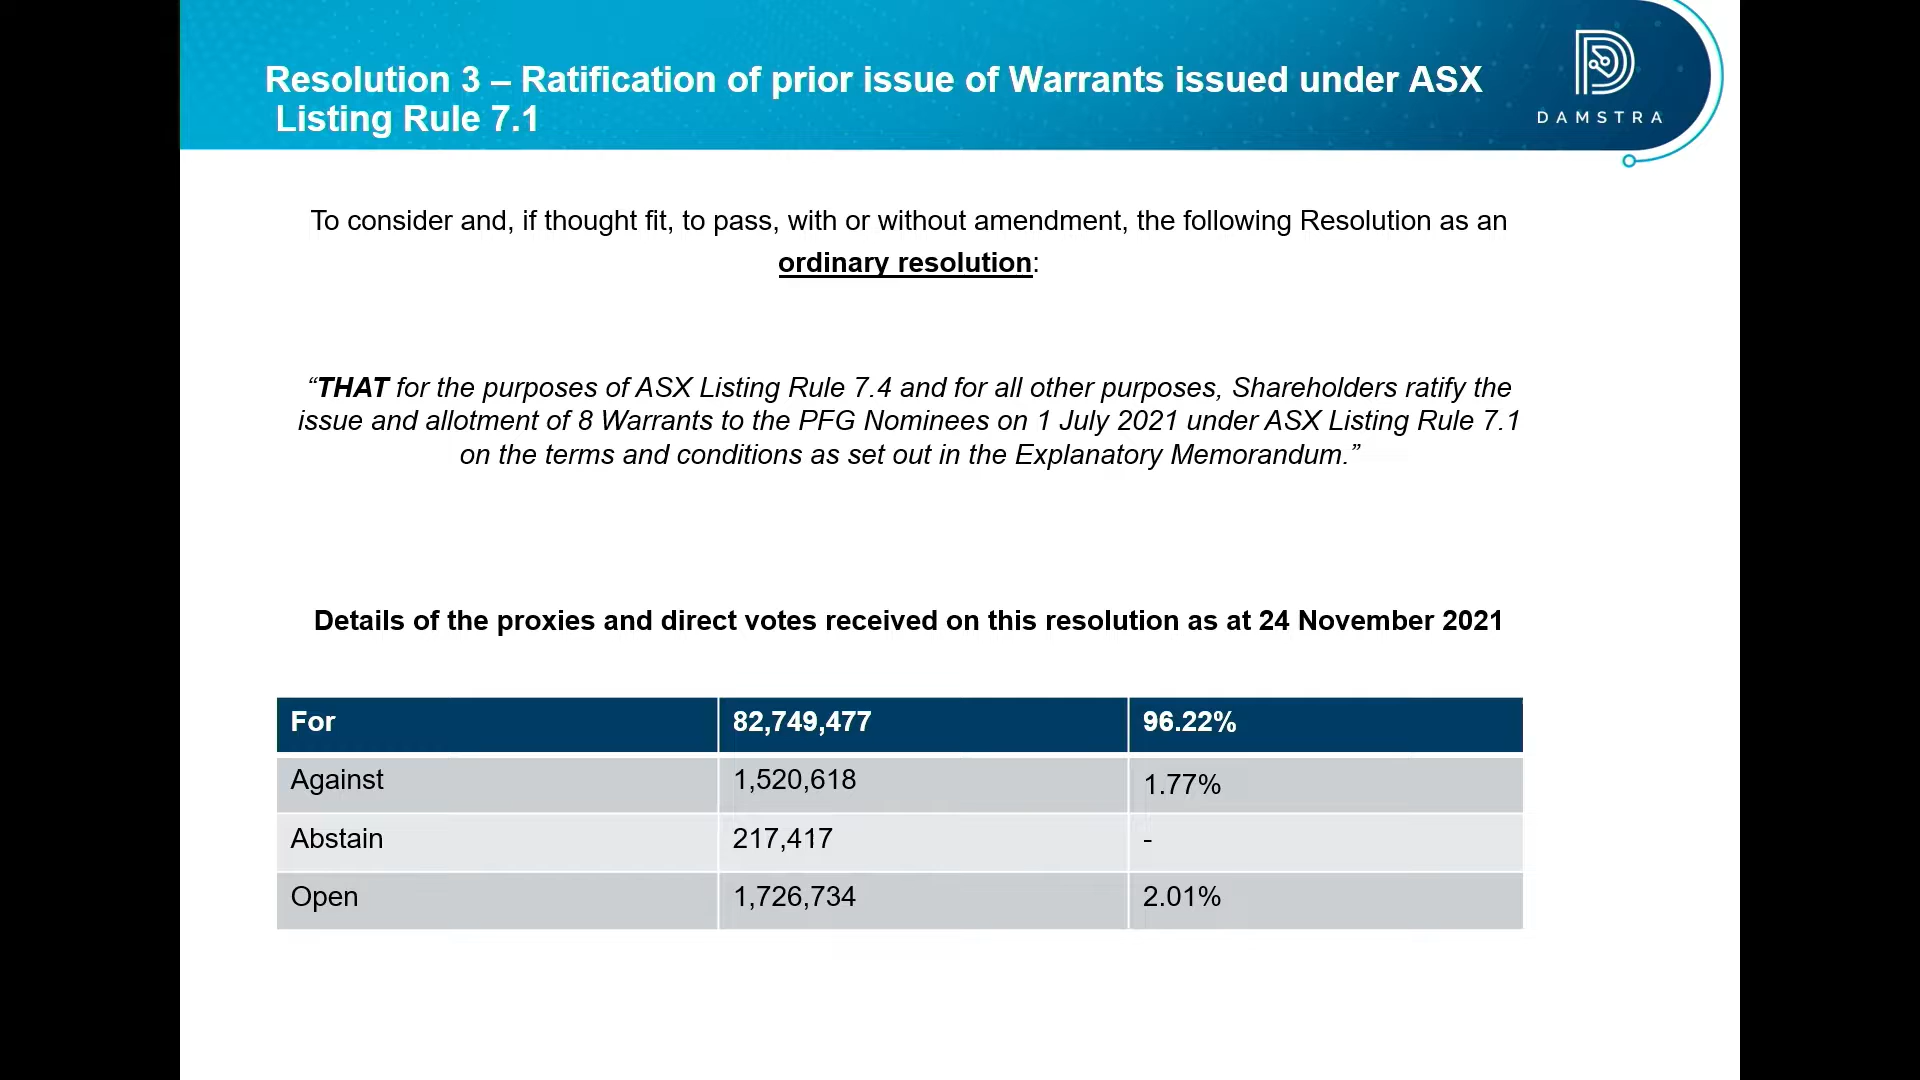 Resolution 3 – Ratification of prior issue of Warrants issued under ASX
Listing Rule 7.1
DAMSTRA
To consider and, if thought fit, to pass, with or without amendment, the following Resolution as an
ordinary resolution:
“THAT for the purposes of ASX Listing Rule 7.4 and for all other purposes, Shareholders ratify the
issue and allotment of 8 Warrants to the PFG Nominees on 1 July 2021 under ASX Listing Rule 7.1
on the terms and conditions as set out in the Explanatory Memorandum.”
Details of the proxies and direct votes received on this resolution as at 24 November 2021
For 82,749,477 96.22%
Against 1,520,618 1.77%
Abstain 217,417 -
Open 1,726,734 2.01%